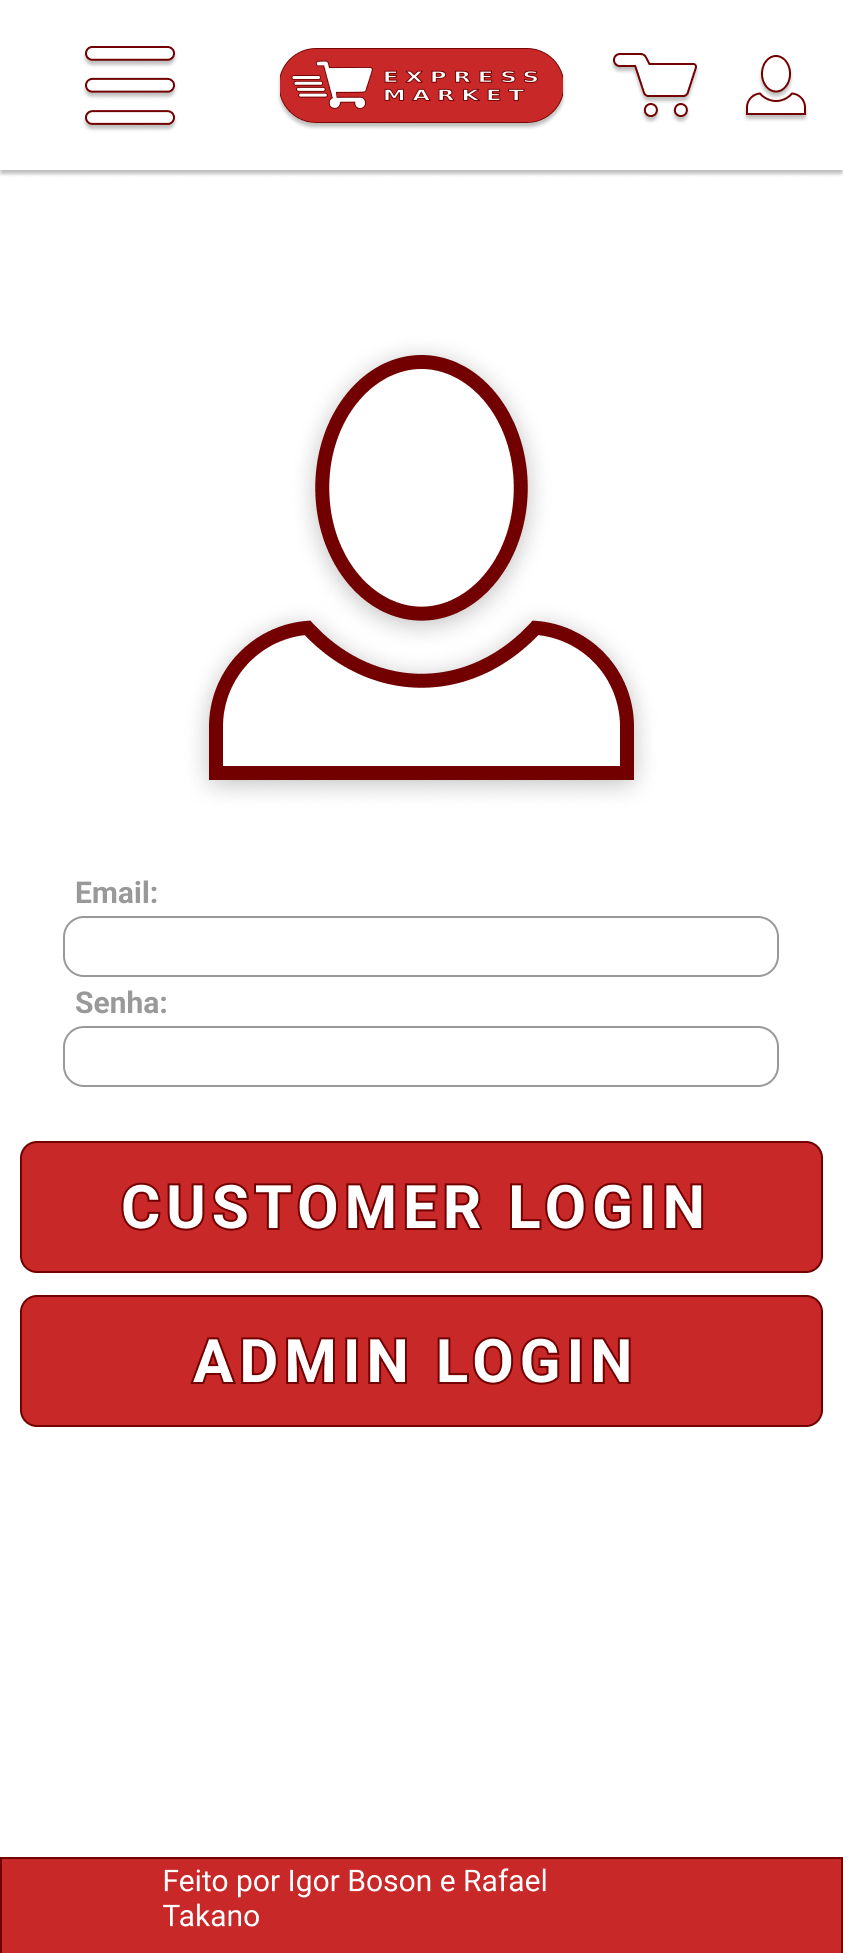 EXPRESS
MARKET
Email:
Senha:
CUSTOMER LOGIN
ADMIN LOGIN
Feito por Igor Boson e Rafael
Takano